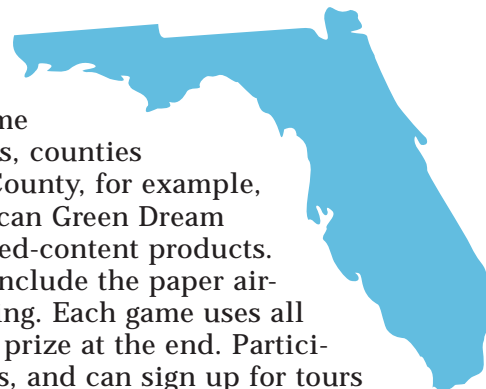 me
s, counties
County, for example,
can Green Dream
ed-content products.
nclude the paper air-
ng. Each game uses all
prize at the end. Partici-
s, and can sign up for tours